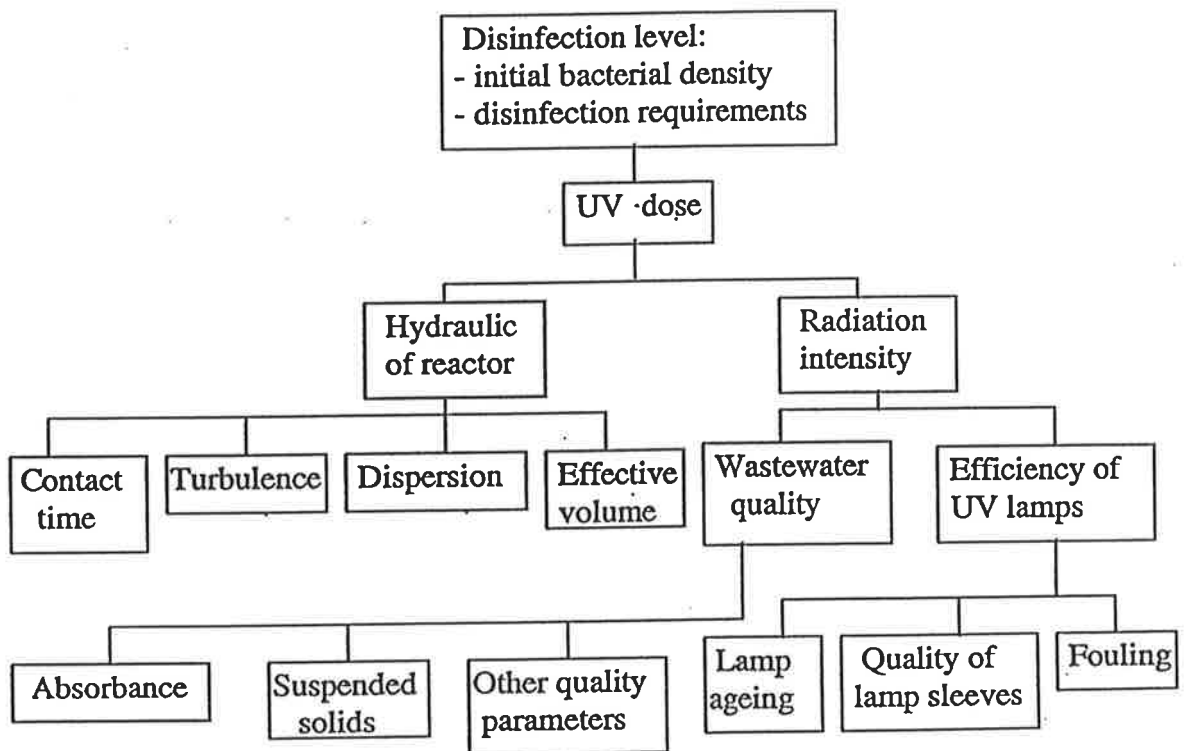 Disinfection level:
- initial bacterial density
- disinfection requirements
UV dose
Hydraulic
of reactor
Radiation
intensity
Contact
time
Turbulence
Dispersion
Effective
volume
Wastewater
quality
Efficiency of
UV lamps
Absorbance
Suspended
solids
Other quality
parameters
Lamp
ageing
Quality of
lamp sleeves
Fouling